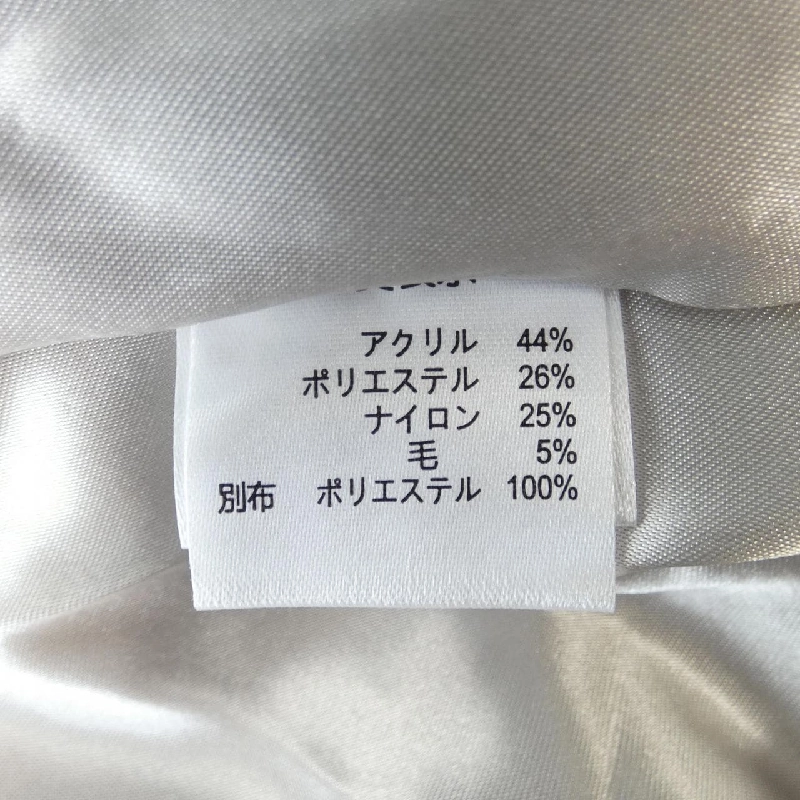 アクリル 44%
ポリエステル 26%
ナイロン 25%
毛 5%
別布 ポリエステル 100%